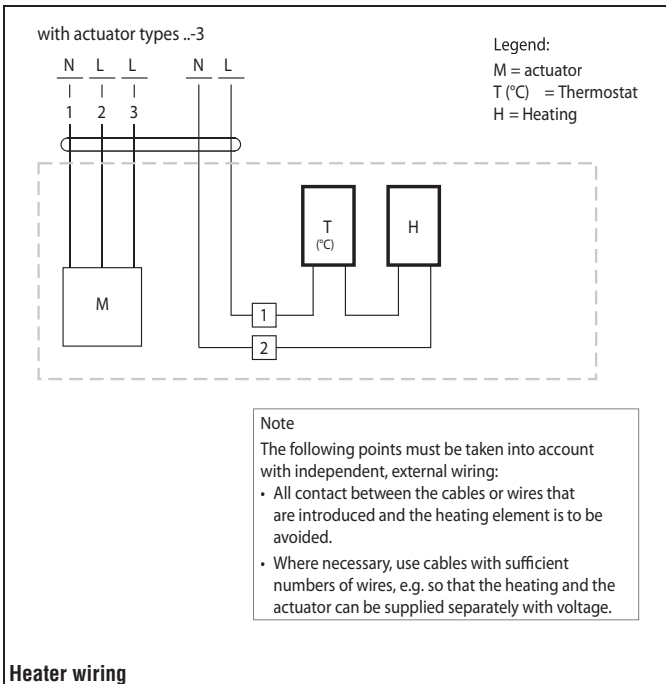 with actuator types ..-3
N L L N L
1 2 3
Legend:
M = actuator
T (°C) = Thermostat
H = Heating
T
(°C)
H
M
1
2
Note
The following points must be taken into account
with independent, external wiring:
• All contact between the cables or wires that
are introduced and the heating element is to be
avoided.
• Where necessary, use cables with sufficient
numbers of wires, e.g. so that the heating and the
actuator can be supplied separately with voltage.
Heater wiring